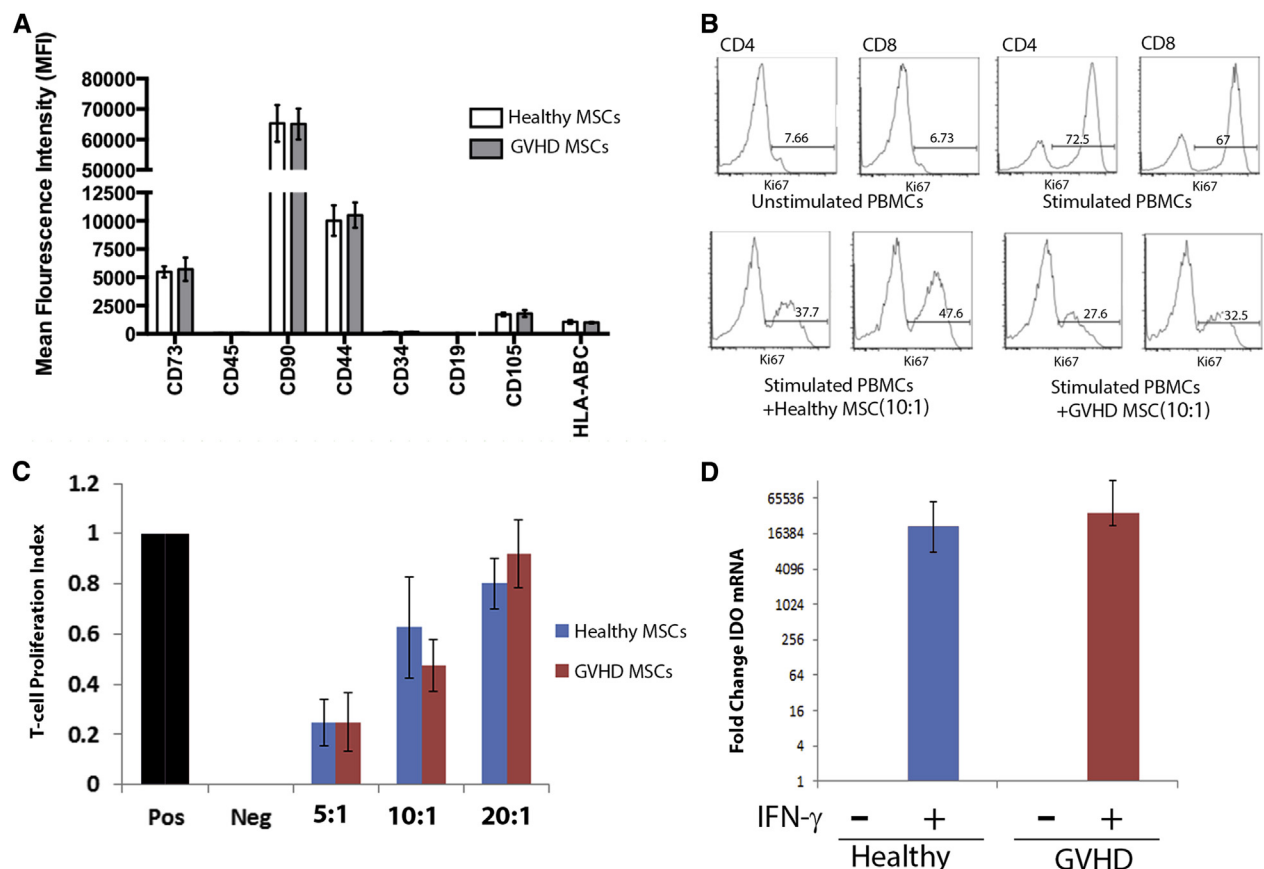 A
Mean Flourescence Intensity (MFI)
80000
70000
60000
50000
12500
10000
7500
5000
2500
0
CD73
CD45
CD90
CD44
CD34
CD19
CD105
HLA-ABC
Healthy MSCs
GVHD MSCs
B
CD4 CD8 CD4 CD8
7.66 6.73 72.5 67
Ki67 Ki67 Ki67 Ki67
Unstimulated PBMCs Stimulated PBMCs
37.7 47.6 27.6 32.5
Ki67 Ki67 Ki67 Ki67
Stimulated PBMCs
+Healthy MSC(10:1)
Stimulated PBMCs
+GVHD MSC(10:1)
C
T-cell Proliferation Index
1.2
1
0.8
0.6
0.4
0.2
0
Pos Neg 5:1 10:1 20:1
Healthy MSCs
GVHD MSCs
D
Fold Change IDO mRNA
65536
16384
4096
1024
256
64
16
4
1
IFN-γ - + - +
Healthy GVHD